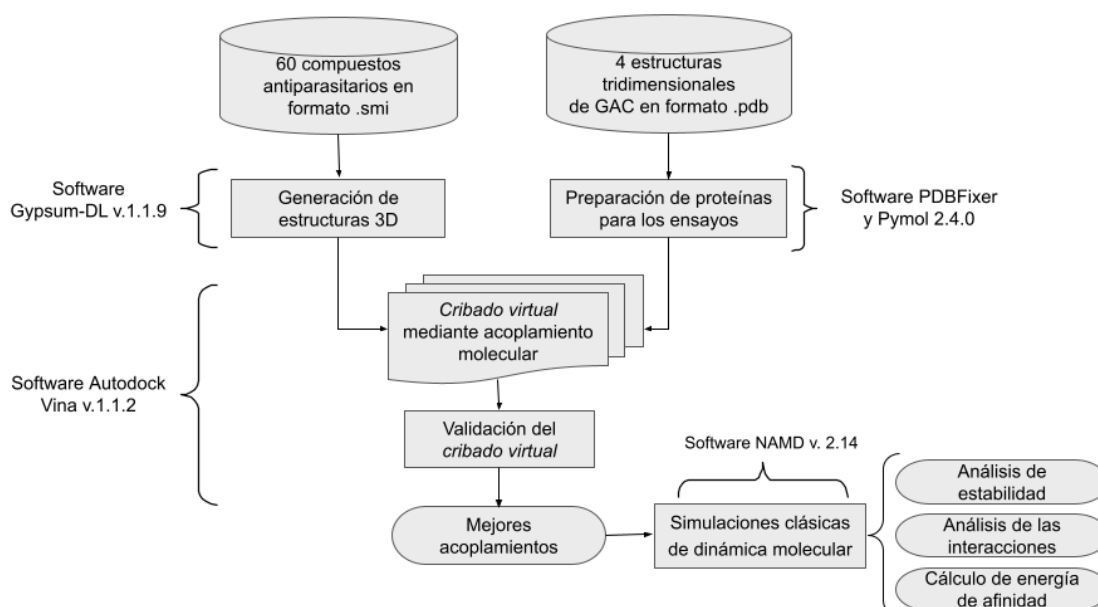 60 compuestos
antiparasitarios en
formato .smi
4 estructuras
tridimensionales
de GAC en formato .pdb
Software
Gypsum-DL v.1.1.9
Generación de
estructuras 3D
Preparación de proteínas
para los ensayos
Software PDBFixer
y Pymol 2.4.0
Cribado virtual
mediante acoplamiento
molecular
Software Autodock
Vina v.1.1.2
Validación del
cribado virtual
Mejores
acoplamientos
Software NAMD v. 2.14
Simulaciones clásicas
de dinámica molecular
Análisis de
estabilidad
Análisis de las
interacciones
Cálculo de energía
de afinidad